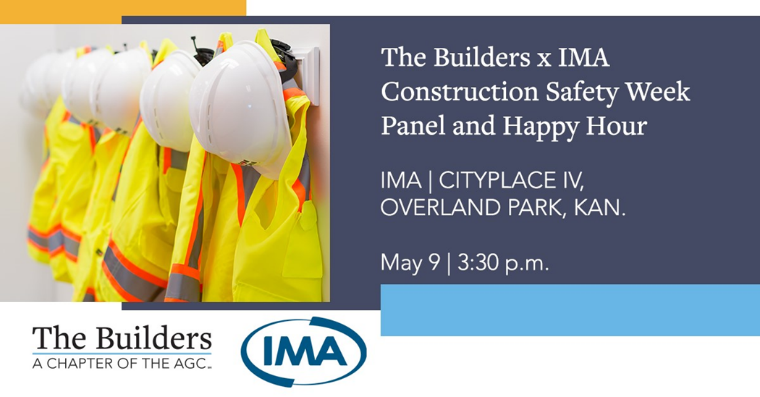 The Builders x IMA
Construction Safety Week
Panel and Happy Hour
IMA | CITYPLACE IV,
OVERLAND PARK, KAN.
May 9 | 3:30 p.m.
The Builders
A CHAPTER OF THE AGC
IMA